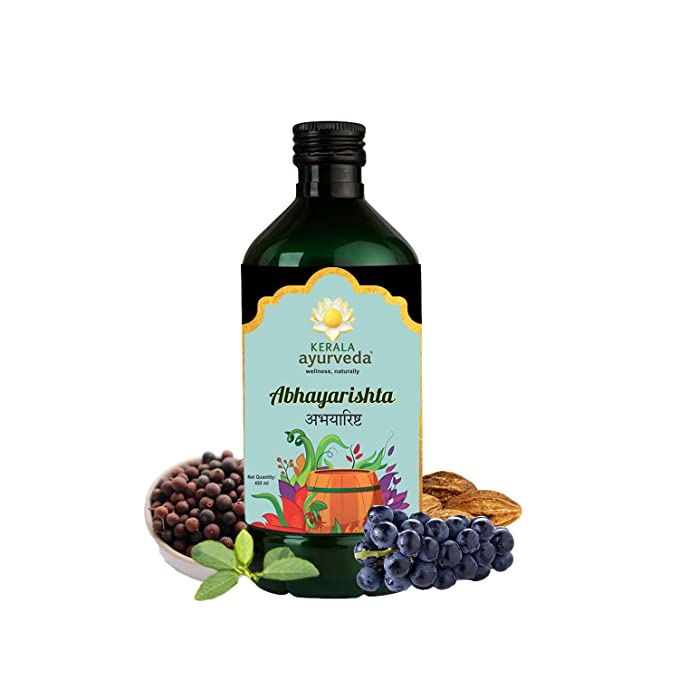 KERALA
ayurveda®
wellness, naturally
Abhayarishta
अभयारिष्ट
Net Quantity:
450 ml